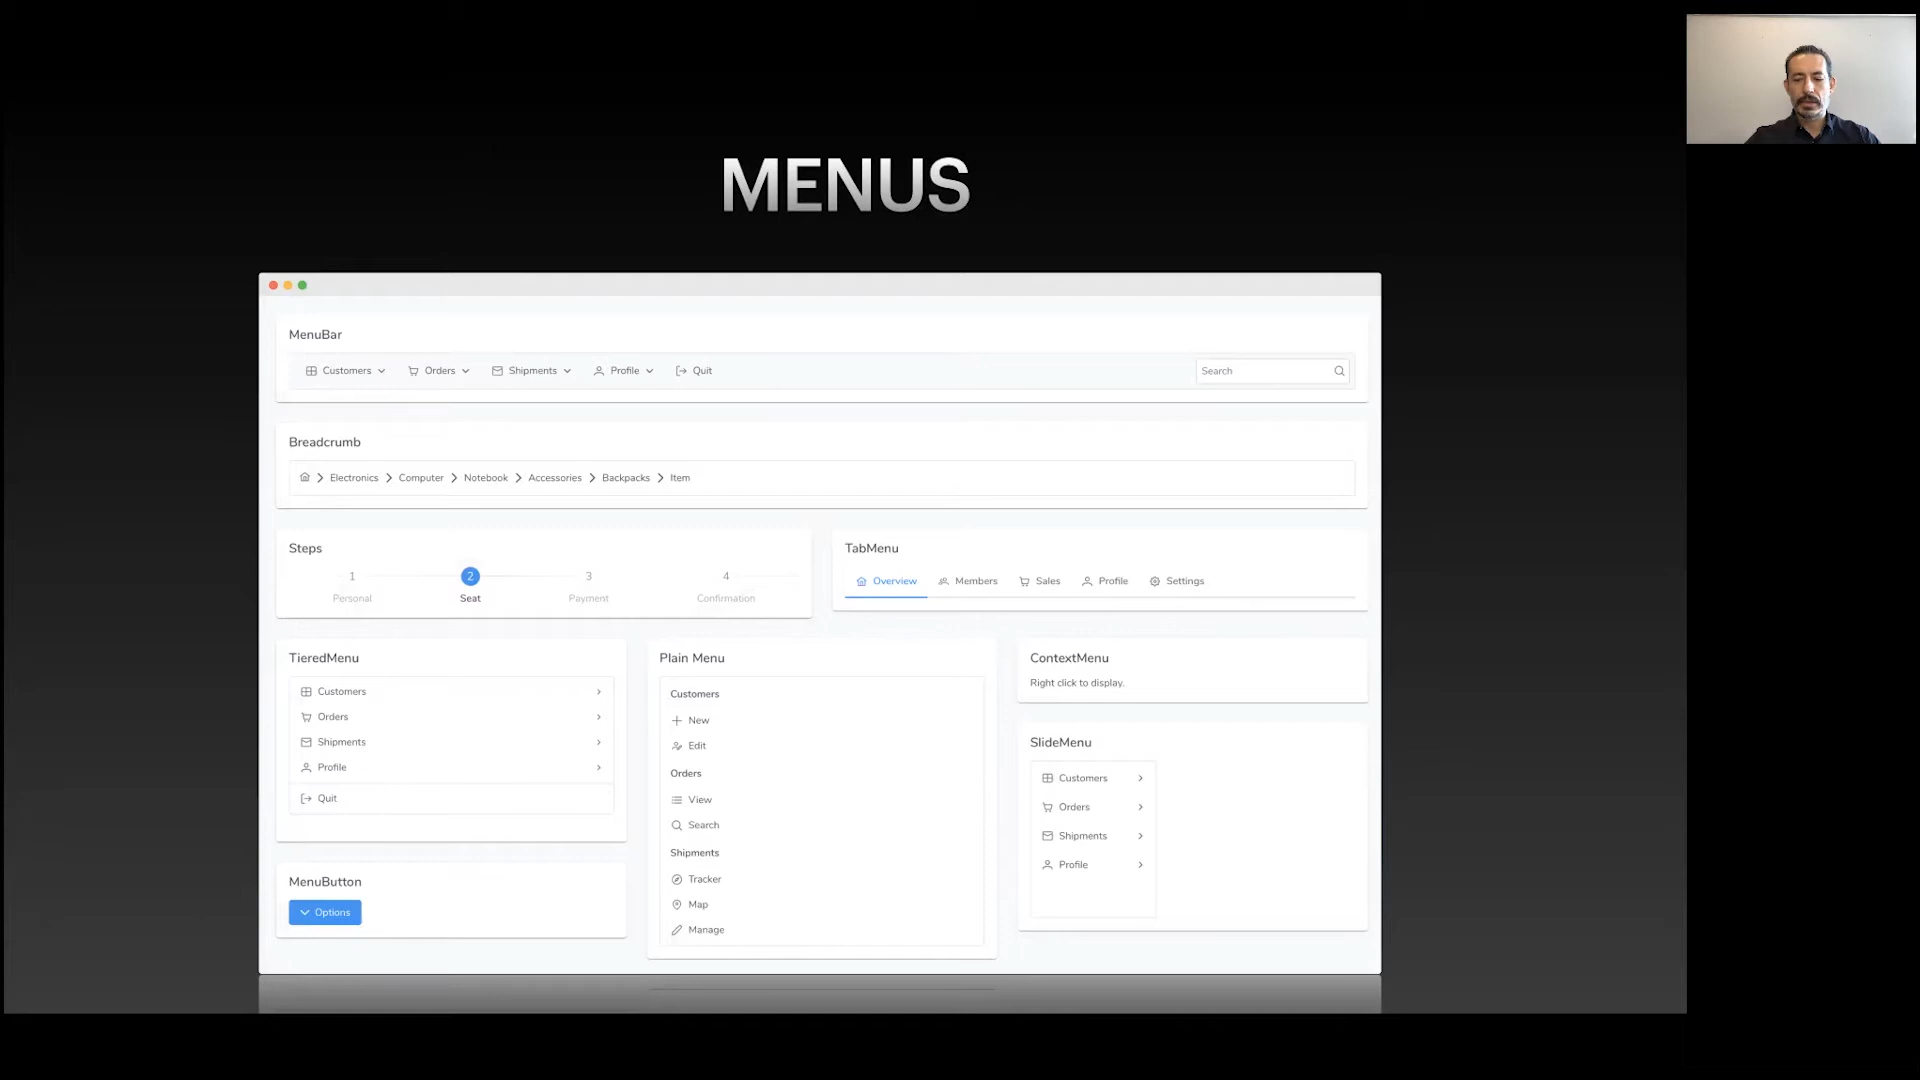 MENUS
MenuBar
Customers Orders Shipments Profile Quit Search
Breadcrumb
Electronics Computer Notebook Accessories Backpacks Item
Steps
1 2 3 4
Personal Seat Payment Confirmation
TabMenu
Overview Members Sales Profile Settings
TieredMenu
Customers
Orders
Shipments
Profile
Quit
MenuButton
Options
Plain Menu
Customers
New
Edit
Orders
View
Search
Shipments
Tracker
Map
Manage
ContextMenu
Right click to display.
SlideMenu
Customers
Orders
Shipments
Profile